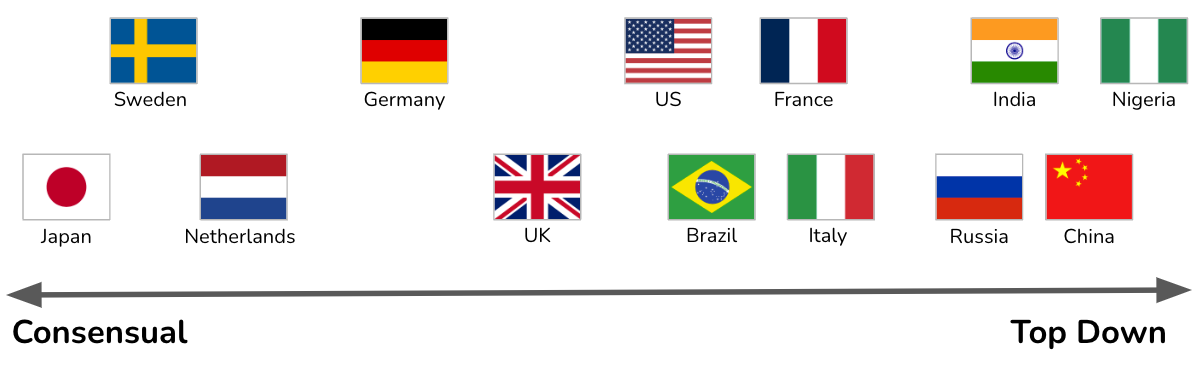 Sweden
Germany
US
France
India
Nigeria
Japan
Netherlands
UK
Brazil
Italy
Russia
China
Consensual
Top Down